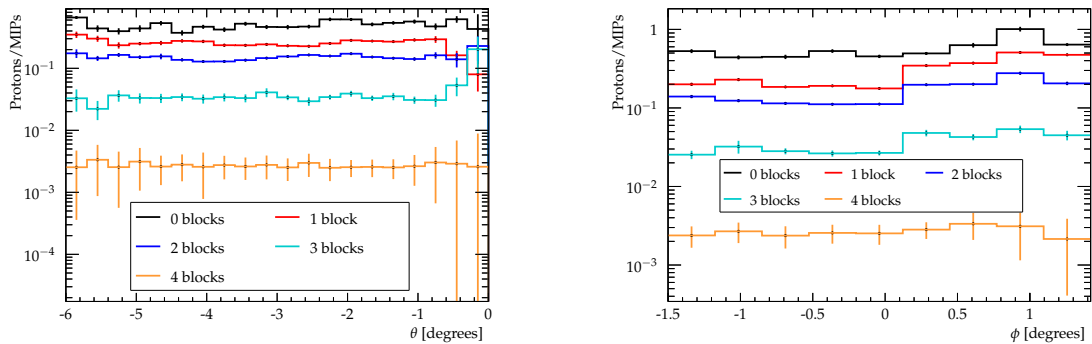 Protons/MIPs
10⁻¹
10⁻²
10⁻³
10⁻⁴
0 blocks
1 block
2 blocks
3 blocks
4 blocks
-6
-5
-4
-3
-2
-1
0
θ [degrees]
Protons/MIPs
1
10⁻¹
10⁻²
10⁻³
0 blocks
1 block
2 blocks
3 blocks
4 blocks
-1.5
-1
-0.5
0
0.5
1
ϕ [degrees]